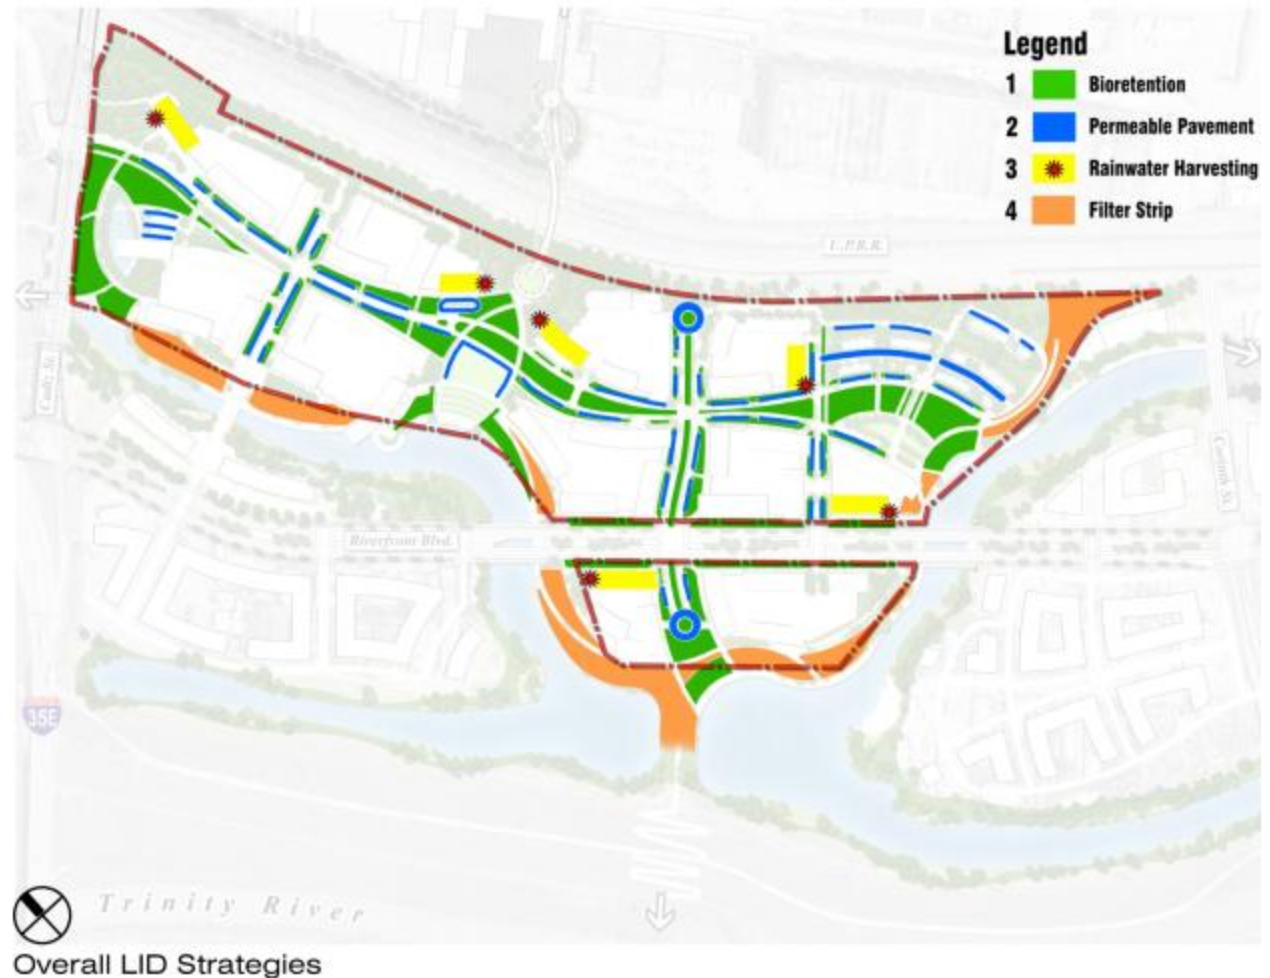 Legend
1 Bioretention
2 Permeable Pavement
3 Rainwater Harvesting
4 Filter Strip
U.P.R.R.
Cadiz St.
Corinth St.
Riverfront Blvd.
35E
Trinity River
Overall LID Strategies